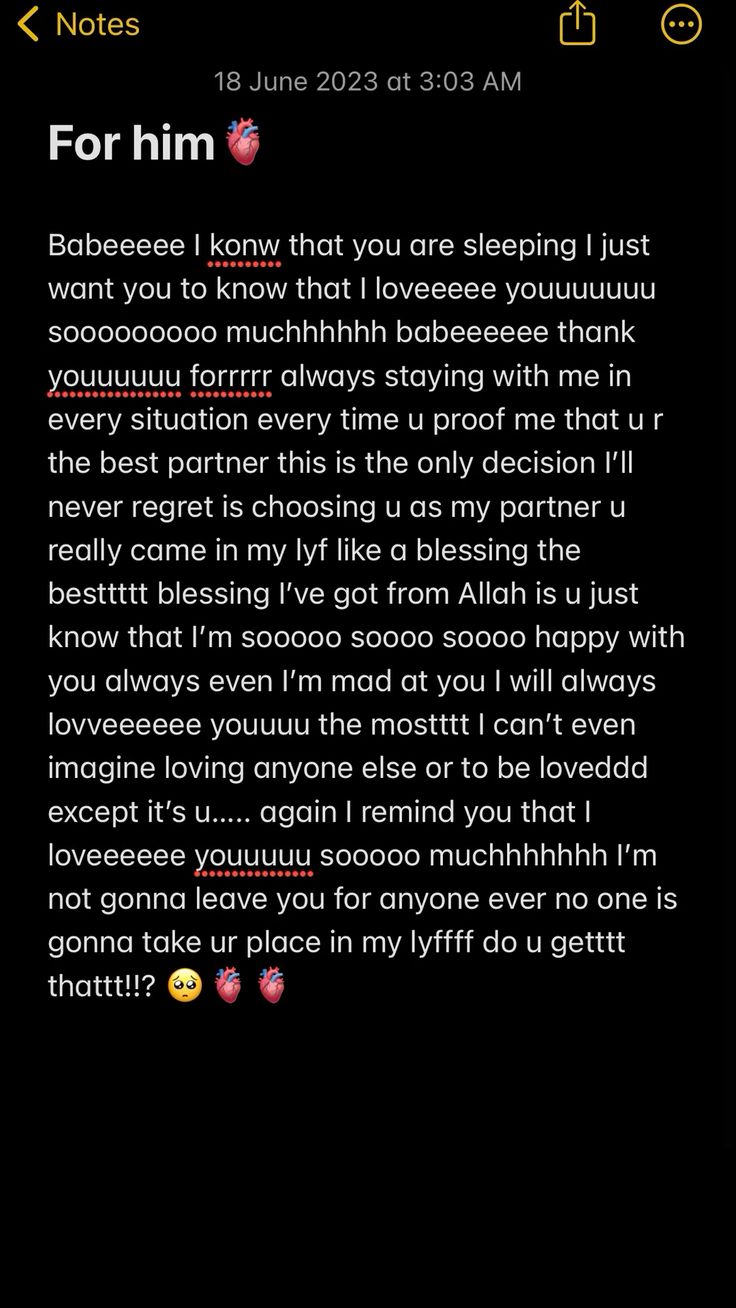 Notes
18 June 2023 at 3:03 AM
For him🫀
Babeeeee I konw that you are sleeping I just
want you to know that I loveeeee youuuuuuu
sooooooooo muchhhhhh babeeeeee thank
youuuuuu forrrrr always staying with me in
every situation every time u proof me that u r
the best partner this is the only decision I’ll
never regret is choosing u as my partner u
really came in my lyf like a blessing the
besttttt blessing I’ve got from Allah is u just
know that I’m sooooo soooo soooo happy with
you always even I’m mad at you I will always
lovveeeeee youuuu the mostttt I can’t even
imagine loving anyone else or to be loveddd
except it’s u..... again I remind you that I
loveeeeee youuuuu sooooo muchhhhhhh I’m
not gonna leave you for anyone ever no one is
gonna take ur place in my lyffff do u getttt
thattt!!? 🥺 🫀 🫀